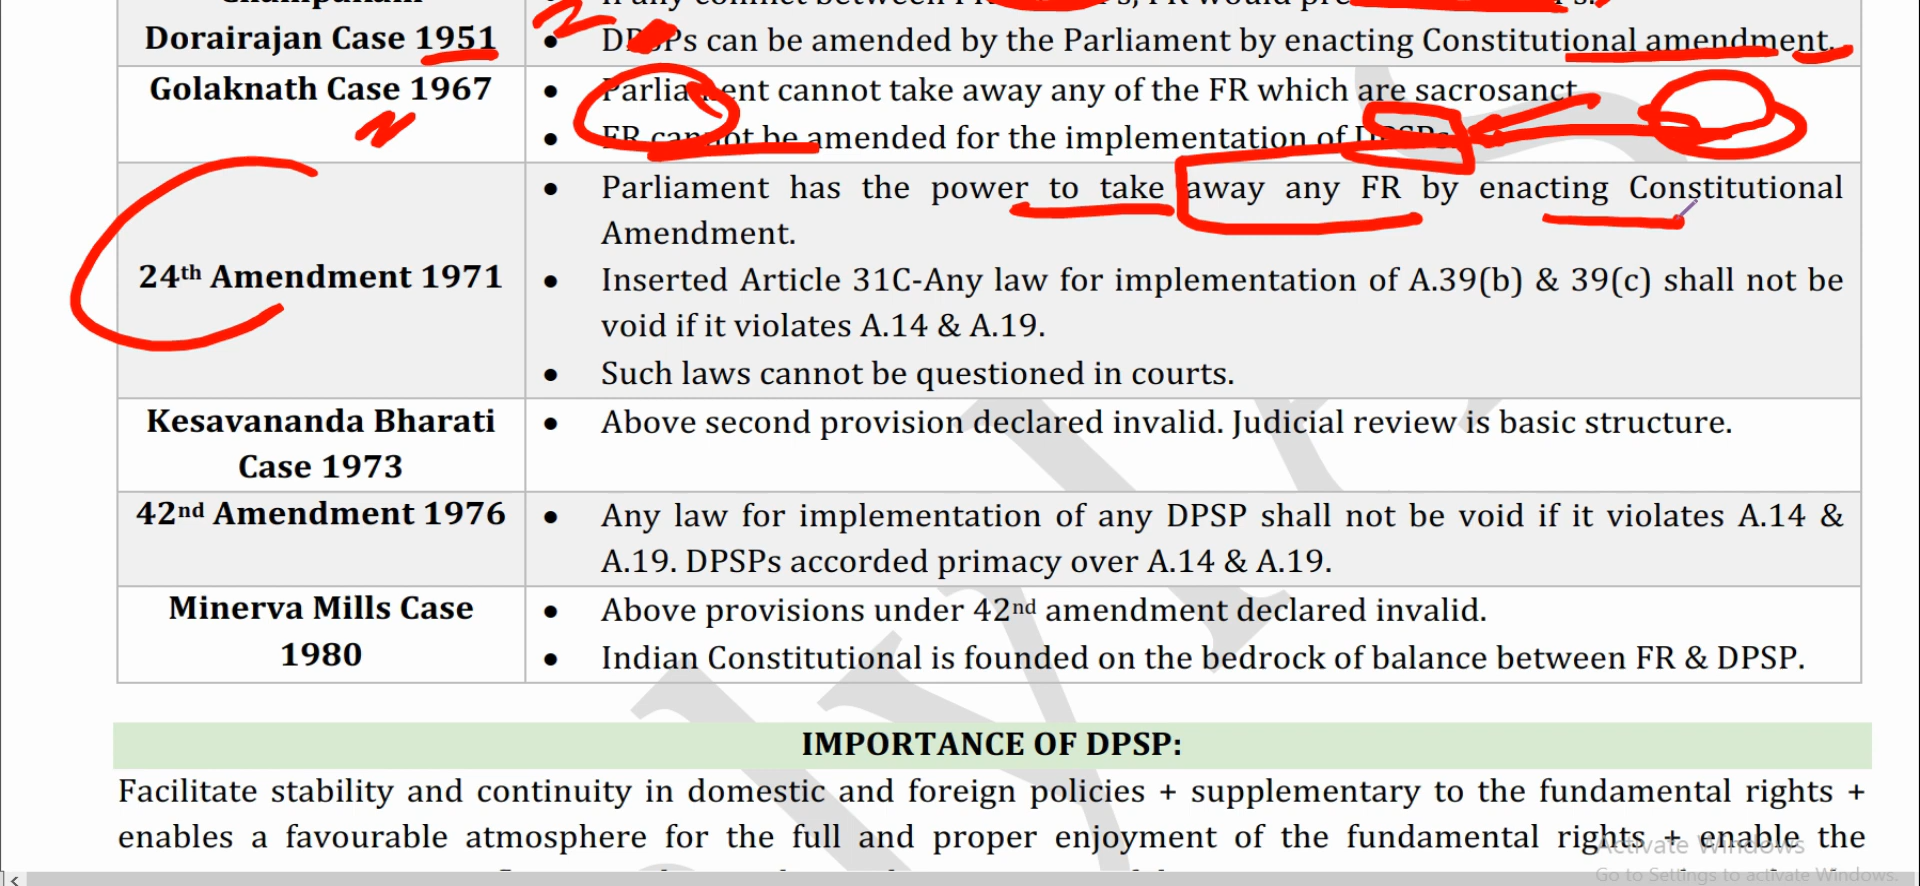 Dorairajan Case 1951
DPSPs can be amended by the Parliament by enacting Constitutional amendment.
Golaknath Case 1967
Parliament cannot take away any of the FR which are sacrosanct
FR cannot be amended for the implementation of DPSPs.
24th Amendment 1971
Parliament has the power to take away any FR by enacting Constitutional
Amendment.
Inserted Article 31C-Any law for implementation of A.39(b) & 39(c) shall not be
void if it violates A.14 & A.19.
Such laws cannot be questioned in courts.
Kesavananda Bharati
Case 1973
Above second provision declared invalid. Judicial review is basic structure.
42nd Amendment 1976
Any law for implementation of any DPSP shall not be void if it violates A.14 &
A.19. DPSPs accorded primacy over A.14 & A.19.
Minerva Mills Case
1980
Above provisions under 42nd amendment declared invalid.
Indian Constitutional is founded on the bedrock of balance between FR & DPSP.
IMPORTANCE OF DPSP:
Facilitate stability and continuity in domestic and foreign policies + supplementary to the fundamental rights +
enables a favourable atmosphere for the full and proper enjoyment of the fundamental rights + enable the
Activate Windows
Go to Settings to activate Windows.